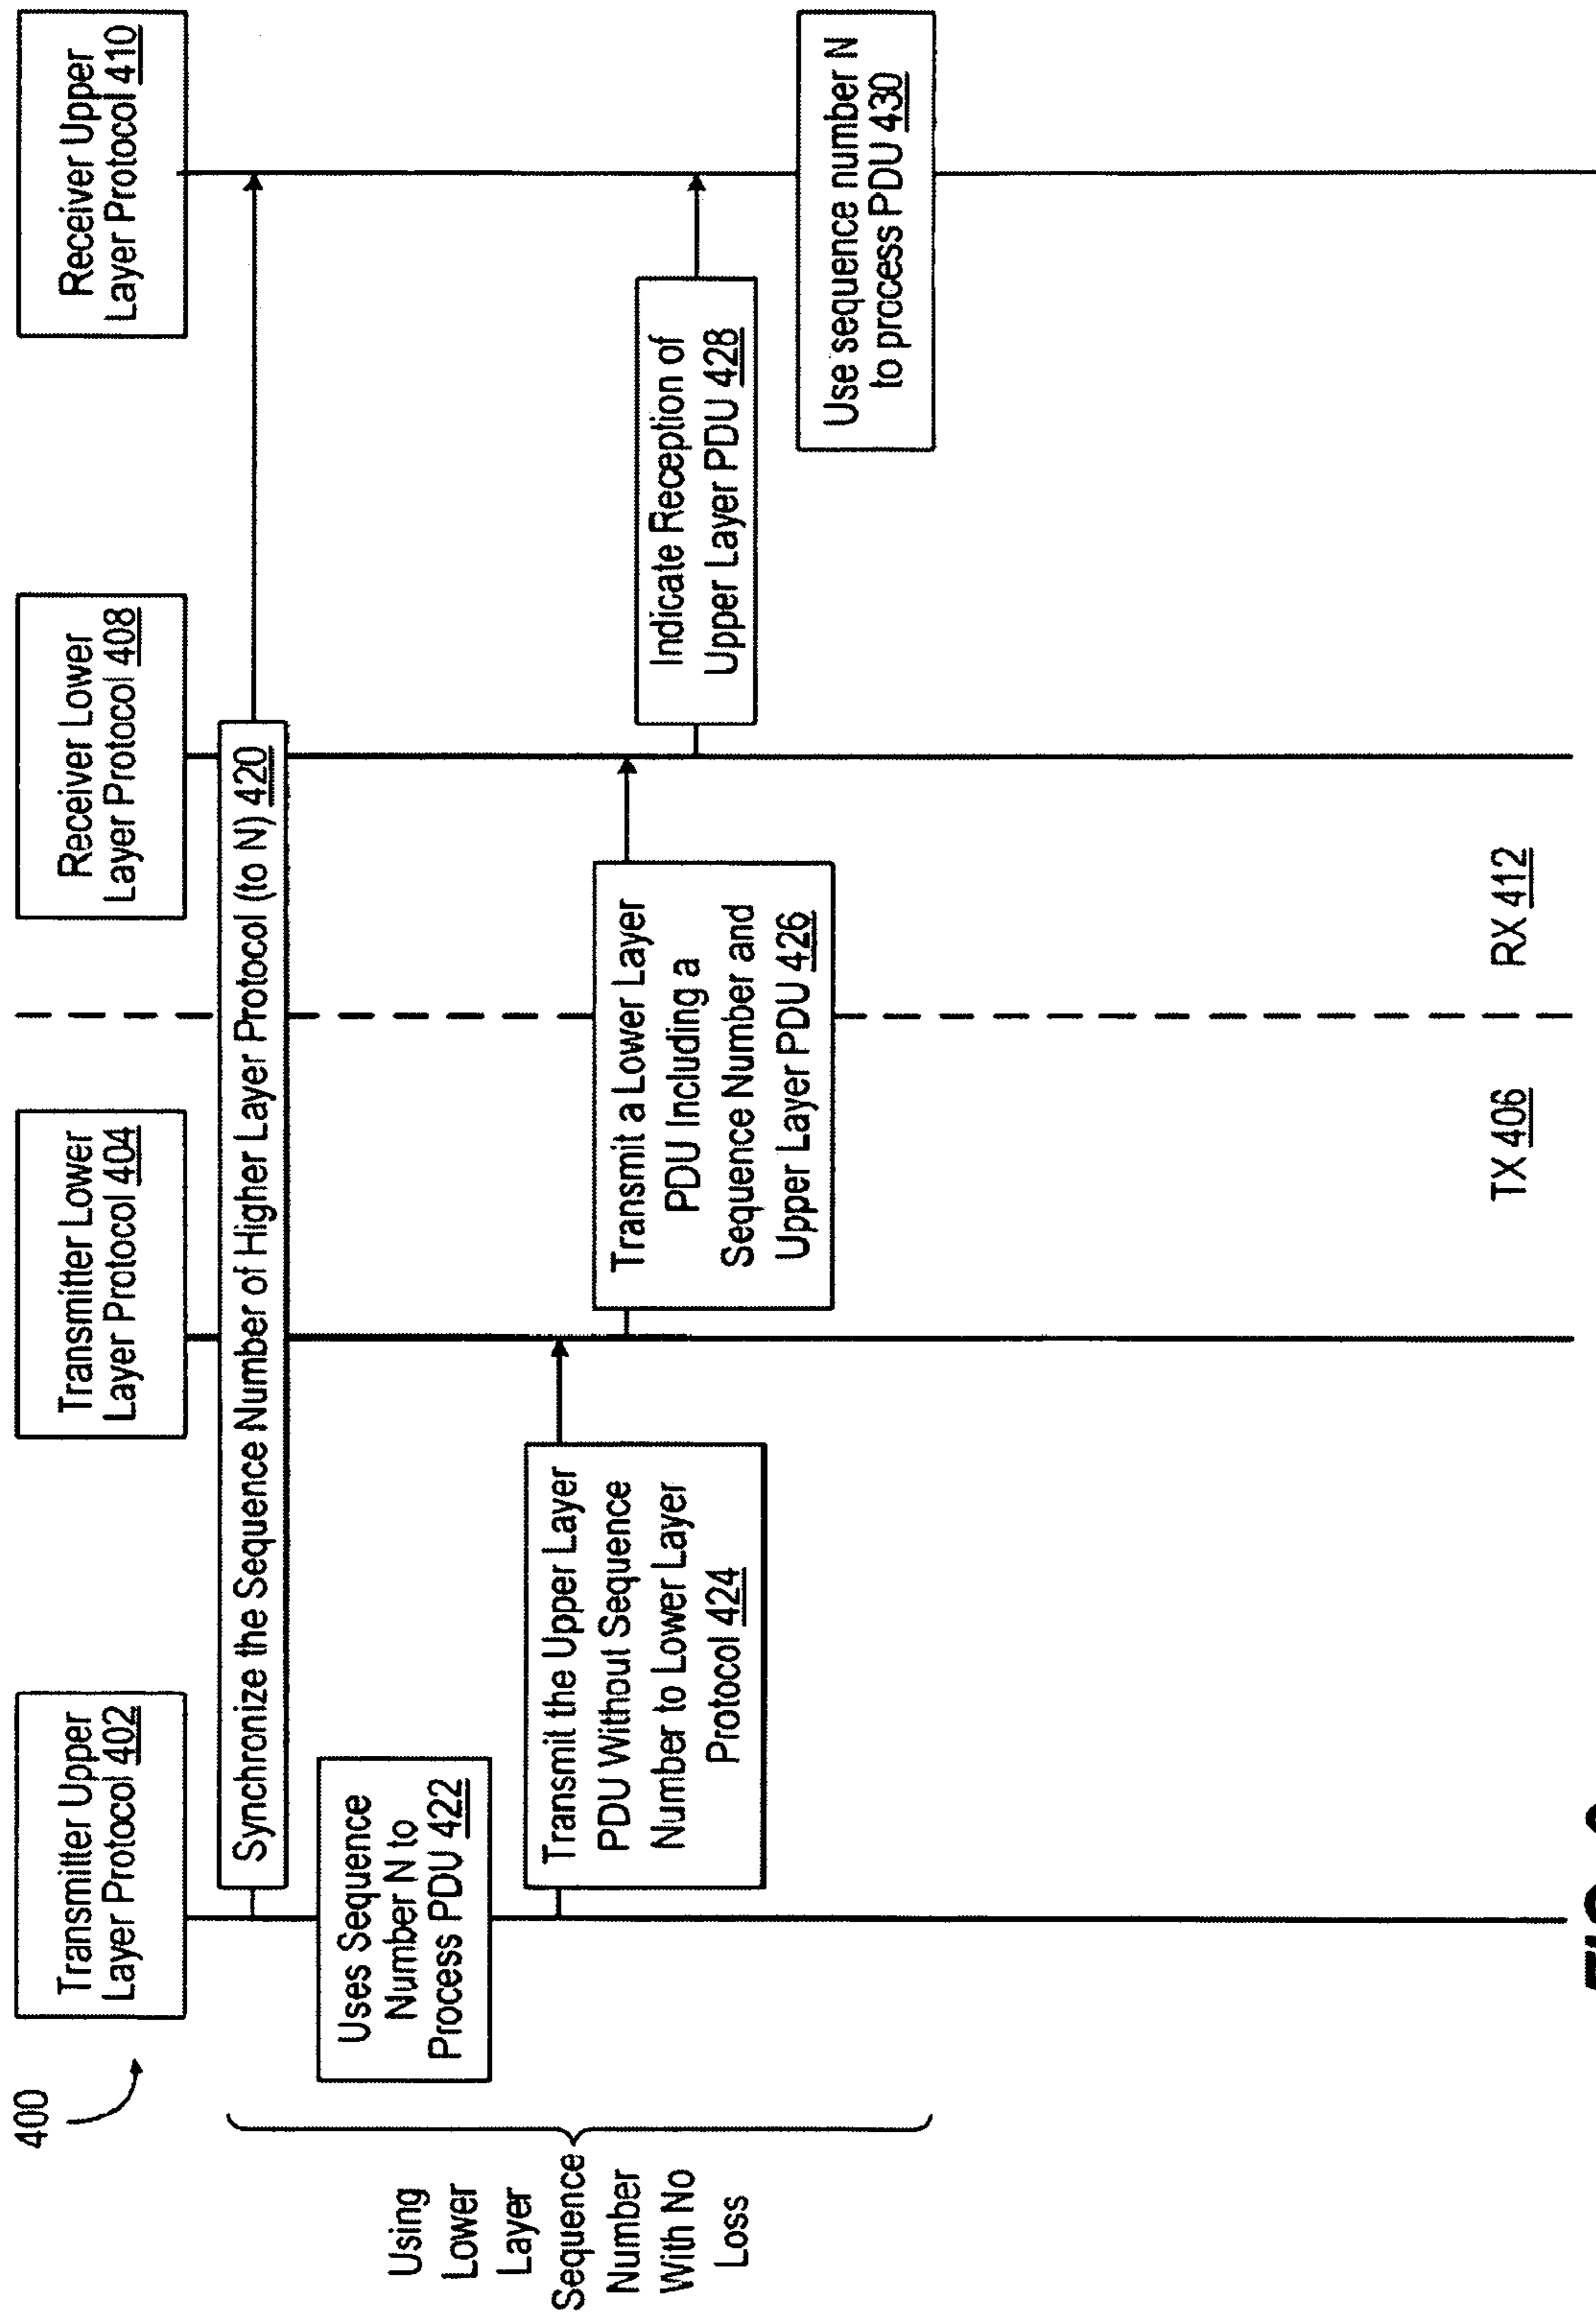 400
Transmitter Upper
Layer Protocol 402
Transmitter Lower
Layer Protocol 404
Receiver Lower
Layer Protocol 408
Receiver Upper
Layer Protocol 410
Synchronize the Sequence Number of Higher Layer Protocol (to N) 420
Uses Sequence
Number N to
Process PDU 422
Using
Lower
Layer
Sequence
Number
With No
Loss
Transmit the Upper Layer
PDU Without Sequence
Number to Lower Layer
Protocol 424
Transmit a Lower Layer
PDU Including a
Sequence Number and
Upper Layer PDU 426
Indicate Reception of
Upper Layer PDU 428
Use sequence number N
to process PDU 430
TX 406
RX 412